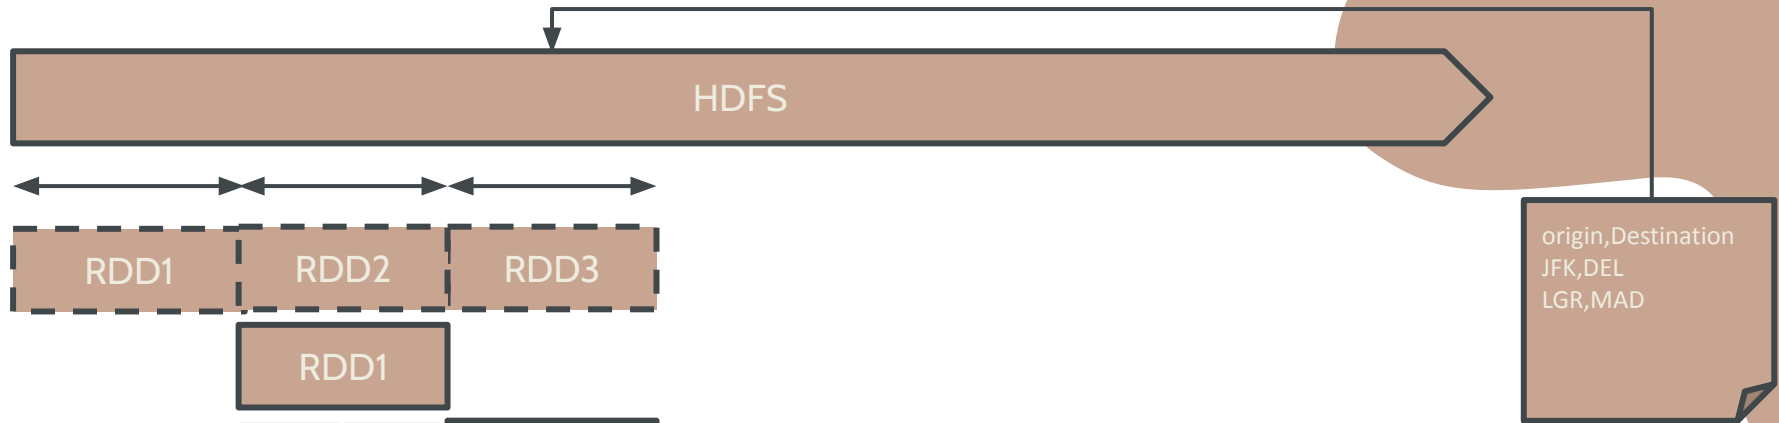 HDFS
RDD1
RDD2
RDD3
RDD1
origin,Destination
JFK,DEL
LGR,MAD